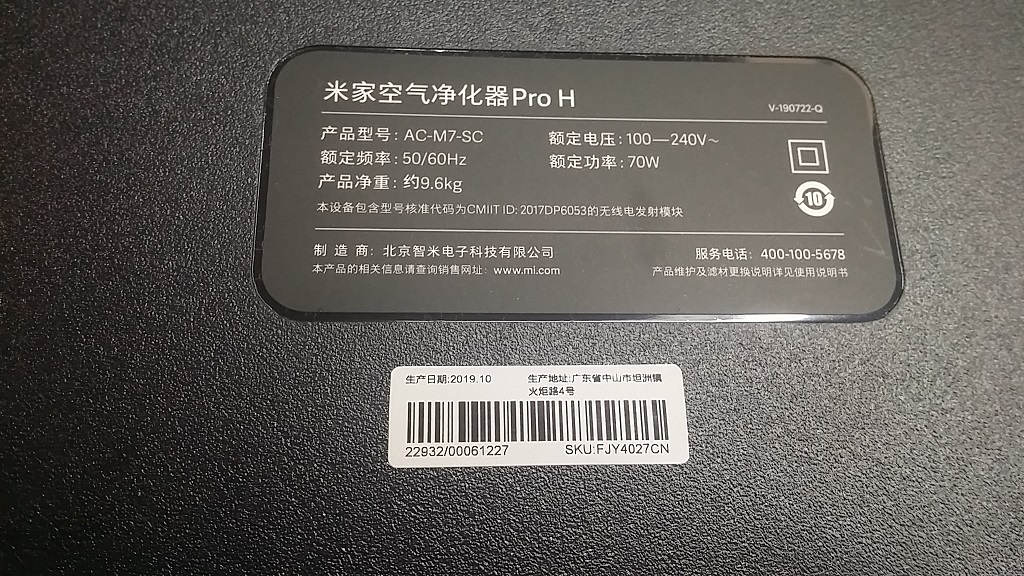 米家空气净化器Pro H
V-190722-Q
产品型号: AC-M7-SC 额定电压: 100—240V~
额定频率: 50/60Hz 额定功率: 70W
产品净重: 约9.6kg
10
本设备包含型号核准代码为CMIIT ID: 2017DP6053的无线电发射模块
制 造 商: 北京智米电子科技有限公司 服务电话: 400-100-5678
本产品的相关信息请查询销售网址: www.mi.com 产品维护及滤材更换说明详见使用说明书
生产日期:2019.10 生产地址:广东省中山市坦洲镇
火炬路4号
22932/00061227 SKU:FJY4027CN